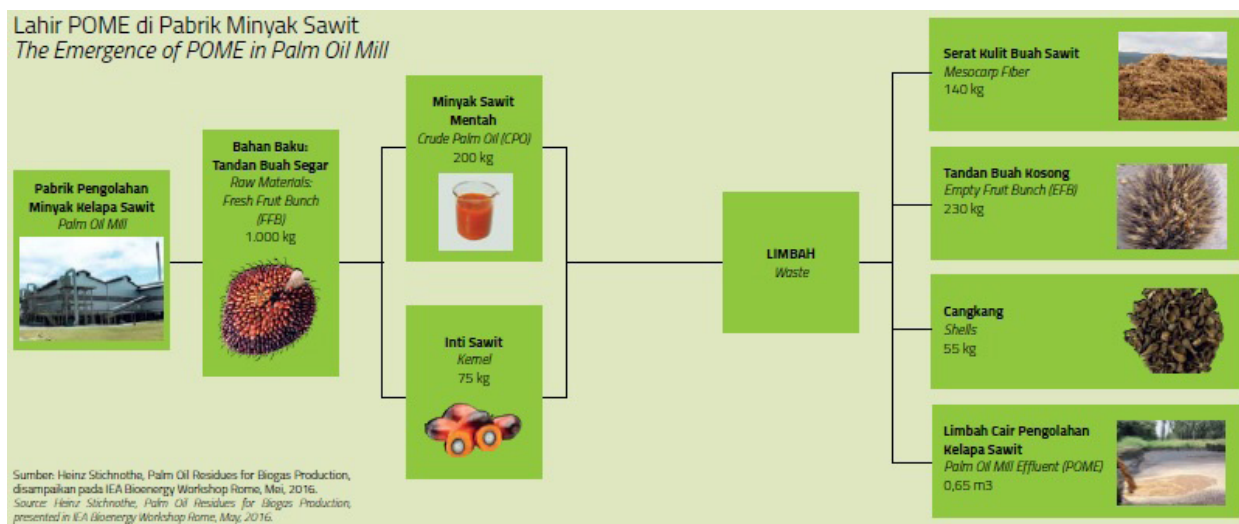 Lahir POME di Pabrik Minyak Sawit
The Emergence of POME in Palm Oil Mill
Pabrik Pengolahan
Minyak Kelapa Sawit
Palm Oil Mill
Bahan Baku:
Tandan Buah Segar
Raw Materials:
Fresh Fruit Bunch
(FFB)
1.000 kg
Minyak Sawit
Mentah
Crude Palm Oil (CPO)
200 kg
Inti Sawit
Kernel
75 kg
LIMBAH
Waste
Serat Kulit Buah Sawit
Mesocarp Fiber
140 kg
Tandan Buah Kosong
Empty Fruit Bunch (EFB)
230 kg
Cangkang
Shells
55 kg
Limbah Cair Pengolahan
Kelapa Sawit
Palm Oil Mill Effluent (POME)
0,65 m3
Sumber: Heinz Stichnothe, Palm Oil Residues for Biogas Production,
disampaikan pada IEA Bioenergy Workshop Rome, Mei, 2016.
Source: Heinz Stichnothe, Palm Oil Residues for Biogas Production,
presented in IEA Bioenergy Workshop Rome, May, 2016.